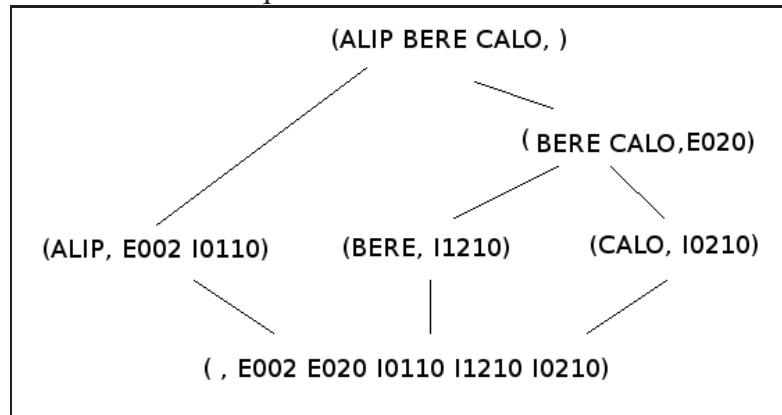 (ALIP BERE CALO, )
( BERE CALO,E020)
(ALIP, E002 I0110) (BERE, I1210) (CALO, I0210)
( , E002 E020 I0110 I1210 I0210)